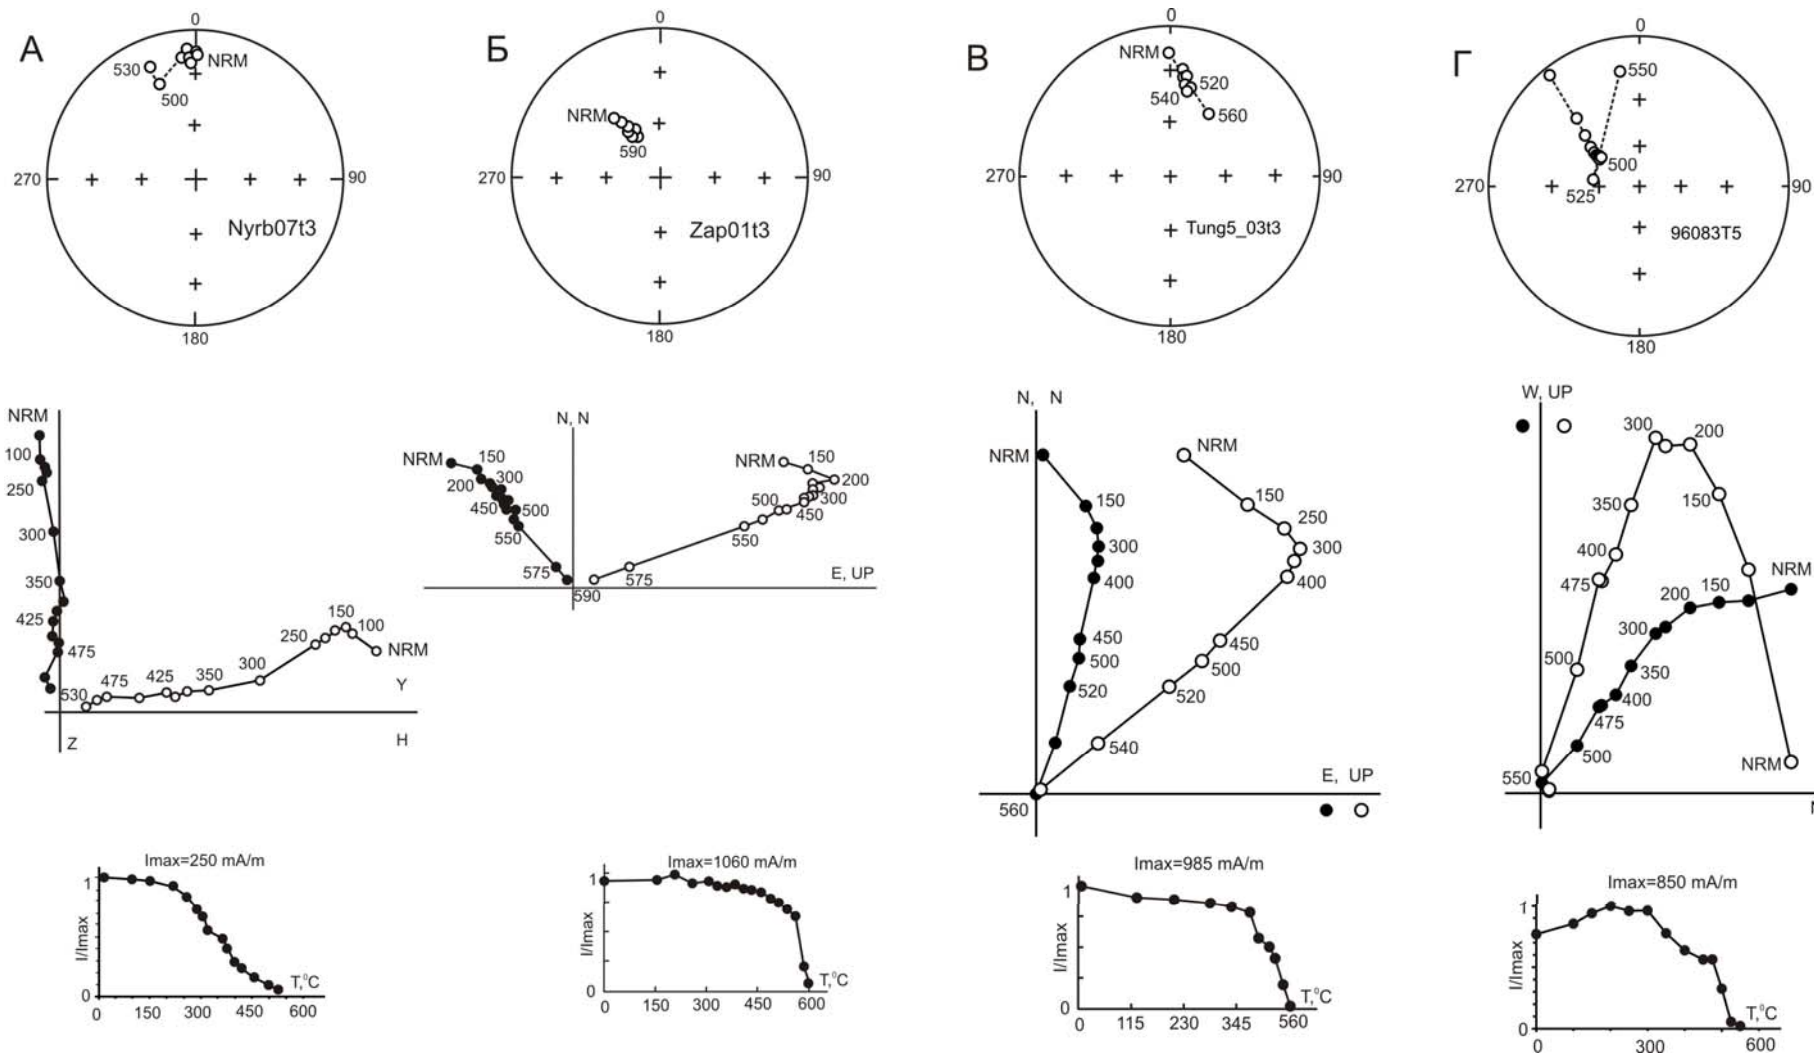 А
0
530
NRM
500
270
90
Nyrb07t3
180
Б
0
NRM
590
270
90
Zap01t3
180
В
0
NRM
520
540
560
270
90
Tung5_03t3
180
Г
0
550
500
525
270
90
96083T5
180
NRM
100
250
300
350
425
475
530
475
425
350
300
250
150
100
NRM
Y
Z
H
N, N
NRM
150
200
300
450
500
550
575
590
NRM
150
200
300
500
450
550
575
E, UP
N, N
NRM
150
300
400
450
500
520
560
NRM
150
250
300
400
450
500
520
540
E, UP
W, UP
300
200
350
150
400
475
500
550
NRM
200
150
300
350
400
475
500
NRM
Imax=250 mA/m
1
I/Imax
0
T,°C
0
150
300
450
600
Imax=1060 mA/m
1
I/Imax
0
T,°C
0
150
300
450
600
Imax=985 mA/m
1
I/Imax
0
T,°C
0
115
230
345
560
Imax=850 mA/m
1
I/Imax
0
T,°C
0
300
600